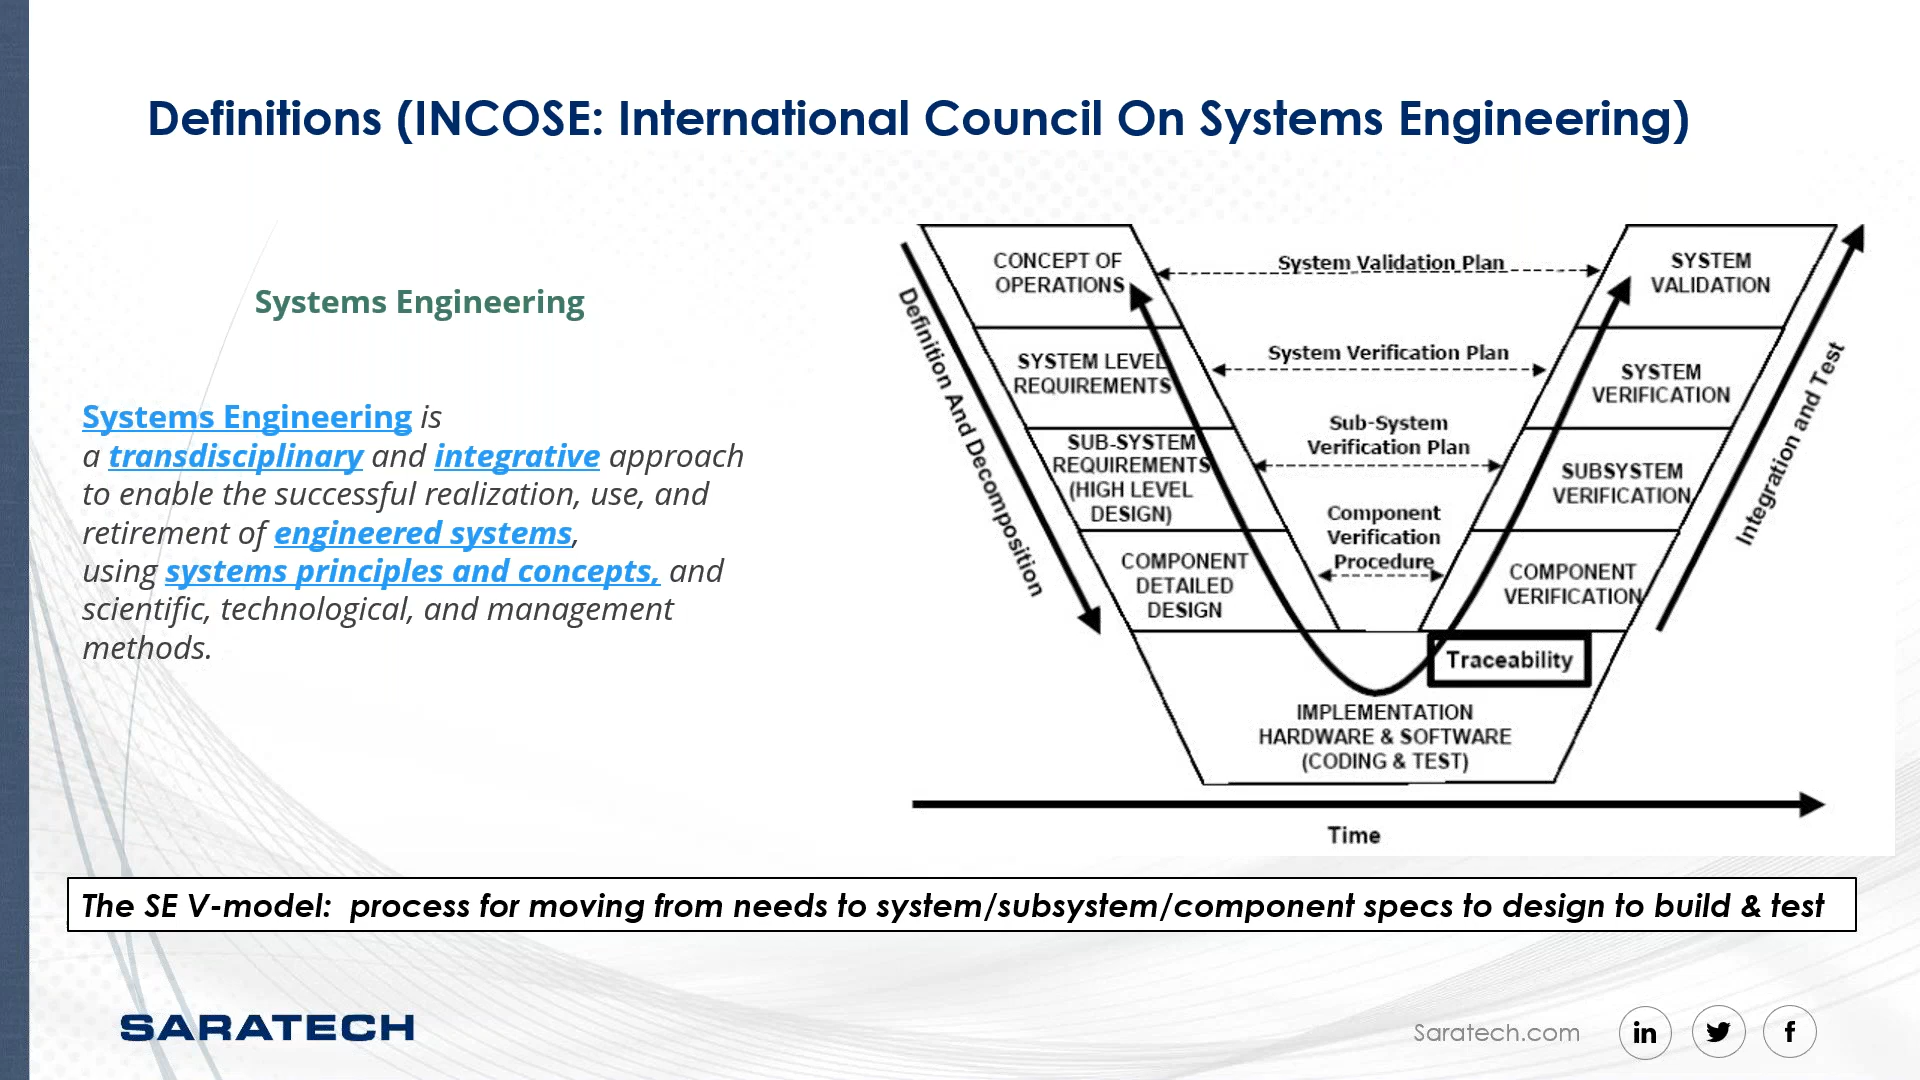 Definitions (INCOSE: International Council On Systems Engineering)
Systems Engineering
Systems Engineering is
a transdisciplinary and integrative approach
to enable the successful realization, use, and
retirement of engineered systems,
using systems principles and concepts, and
scientific, technological, and management
methods.
Definition And Decomposition
CONCEPT OF
OPERATIONS
SYSTEM LEVEL
REQUIREMENTS
SUB-SYSTEM
REQUIREMENTS
(HIGH LEVEL
DESIGN)
COMPONENT
DETAILED
DESIGN
System Validation Plan
System Verification Plan
Sub-System
Verification Plan
Component
Verification
Procedure
SYSTEM
VALIDATION
SYSTEM
VERIFICATION
SUBSYSTEM
VERIFICATION
COMPONENT
VERIFICATION
Integration and Test
Traceability
IMPLEMENTATION
HARDWARE & SOFTWARE
(CODING & TEST)
Time
The SE V-model: process for moving from needs to system/subsystem/component specs to design to build & test
SARATECH
Saratech.com
in
f